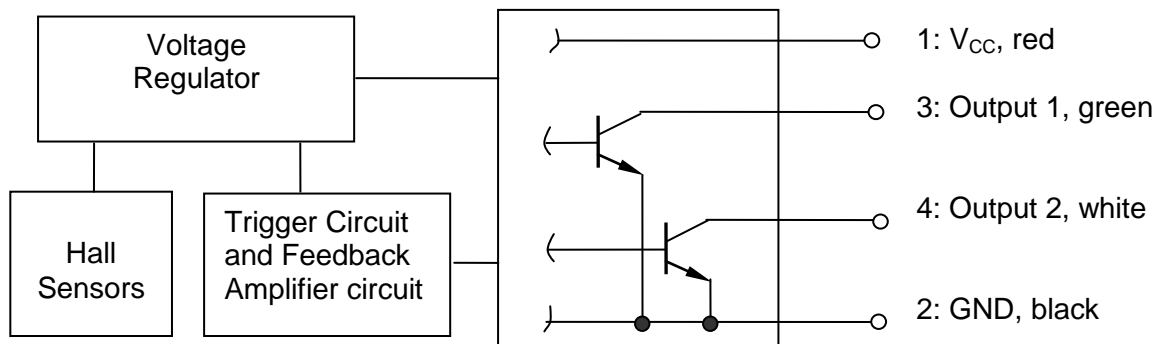 Voltage
Regulator
Hall
Sensors
Trigger Circuit
and Feedback
Amplifier circuit
1: V_CC, red
3: Output 1, green
4: Output 2, white
2: GND, black